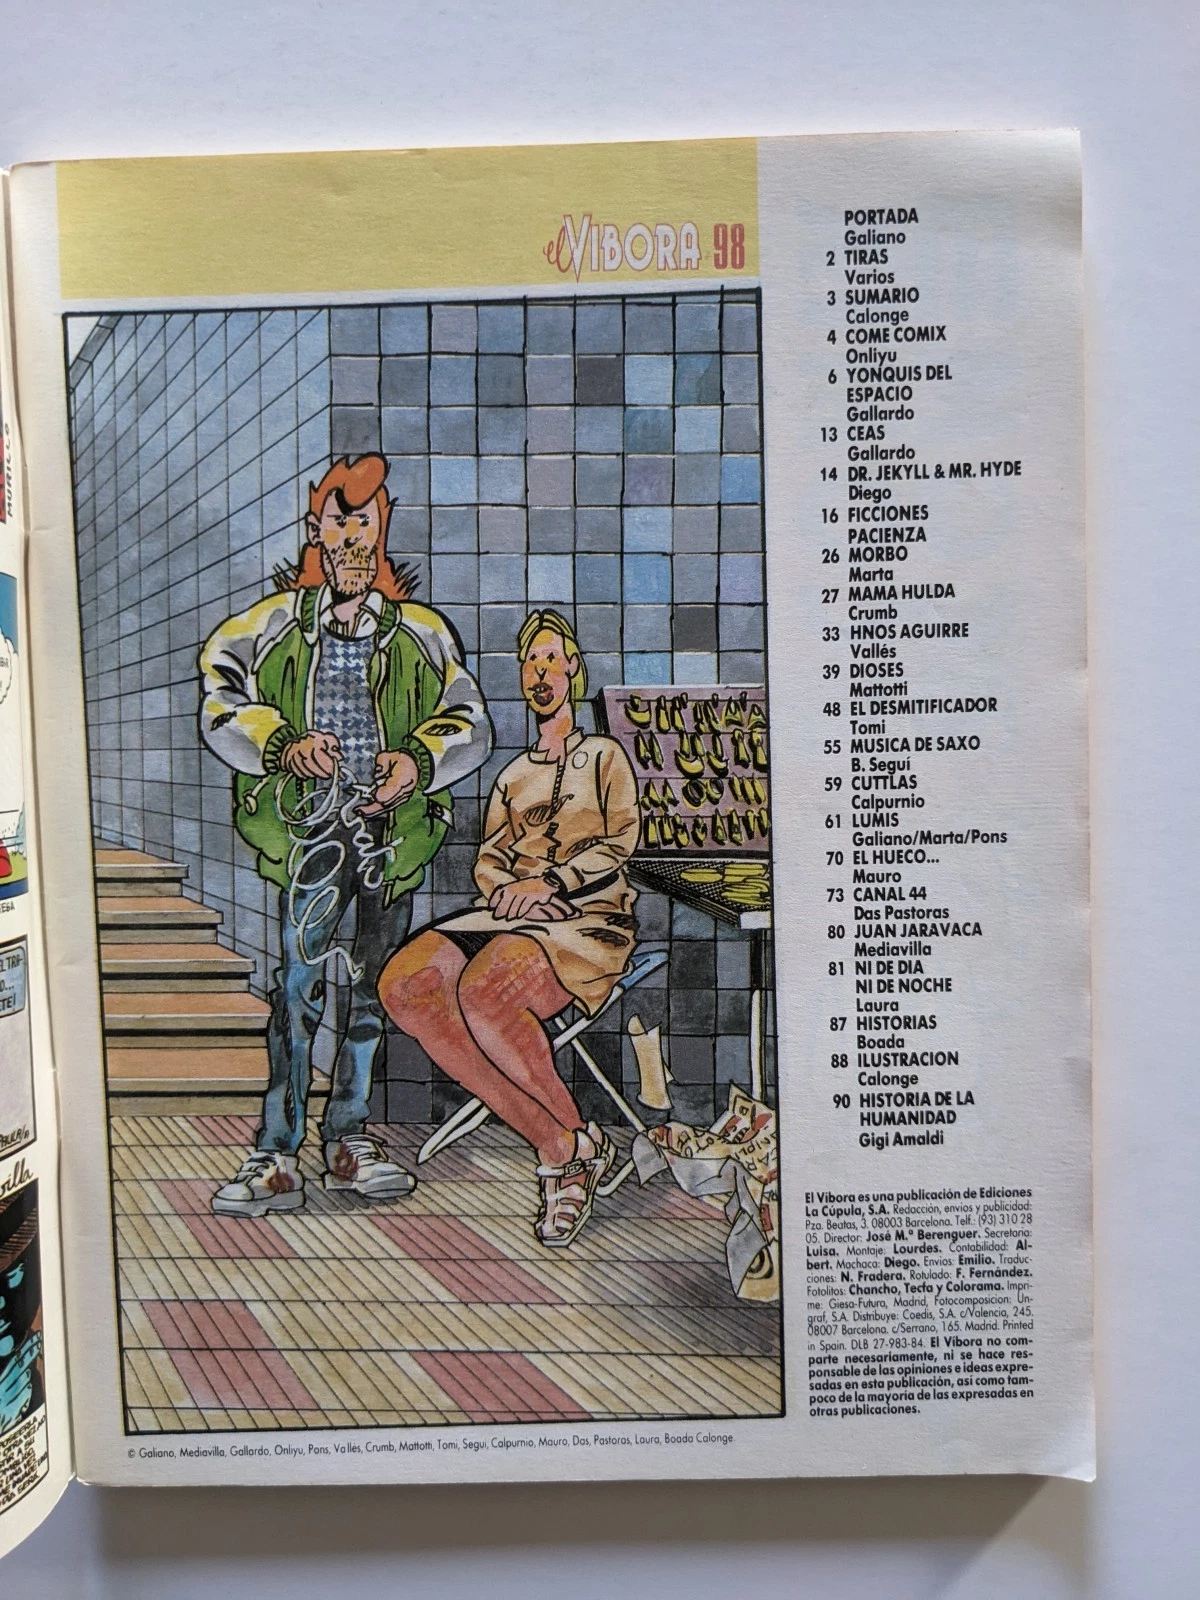 el VIBORA 98
PORTADA
Galiano
2 TIRAS
Varios
3 SUMARIO
Calonge
4 COME COMIX
Onliyu
6 YONQUIS DEL
ESPACIO
Gallardo
13 CEAS
Gallardo
14 DR. JEKYLL & MR. HYDE
Diego
16 FICCIONES
PACIENZA
26 MORBO
Marta
27 MAMA HULDA
Crumb
33 HNOS AGUIRRE
Vallés
39 DIOSES
Mattotti
48 EL DESMITIFICADOR
Tomi
55 MUSICA DE SAXO
B. Seguí
59 CUTTLAS
Calpurnio
61 LUMIS
Galiano/Marta/Pons
70 EL HUECO...
Mauro
73 CANAL 44
Das Pastoras
80 JUAN JARAVACA
Mediavilla
81 NI DE DIA
NI DE NOCHE
Laura
87 HISTORIAS
Boada
88 ILUSTRACION
Calonge
90 HISTORIA DE LA
HUMANIDAD
Gigi Amaldi
El Víbora es una publicación de Ediciones
La Cúpula, S.A. Redacción, envios y publicidad:
Pza. Beatas, 3. 08003 Barcelona. Telf.: (93) 310 28
05. Director: José M.ª Berenguer. Secretaria:
Luisa. Montaje: Lourdes. Contabilidad: Al-
bert. Machaca: Diego. Envios: Emilio. Traduc-
ciones: N. Fradera. Rotulado: F. Fernández.
Fotolitos: Chancho, Tecfa y Colorama. Impri-
me: Giesa-Futura, Madrid, Fotocomposicion: Un-
graf, S.A. Distribuye: Coedis, S.A. c/Valencia, 245.
08007 Barcelona. c/Serrano, 165. Madrid. Printed
in Spain. DLB 27-983-84. El Víbora no com-
parte necesariamente, ni se hace res-
ponsable de las opiniones e ideas expre-
sadas en esta publicación, así como tam-
poco de la mayoria de las expresadas en
otras publicaciones.
© Galiano, Mediavilla, Gallardo, Onliyu, Pons, Vallés, Crumb, Mattotti, Tomi, Segui, Calpurnio, Mauro, Das, Pastoras, Laura, Boada Calonge.
MURILLO